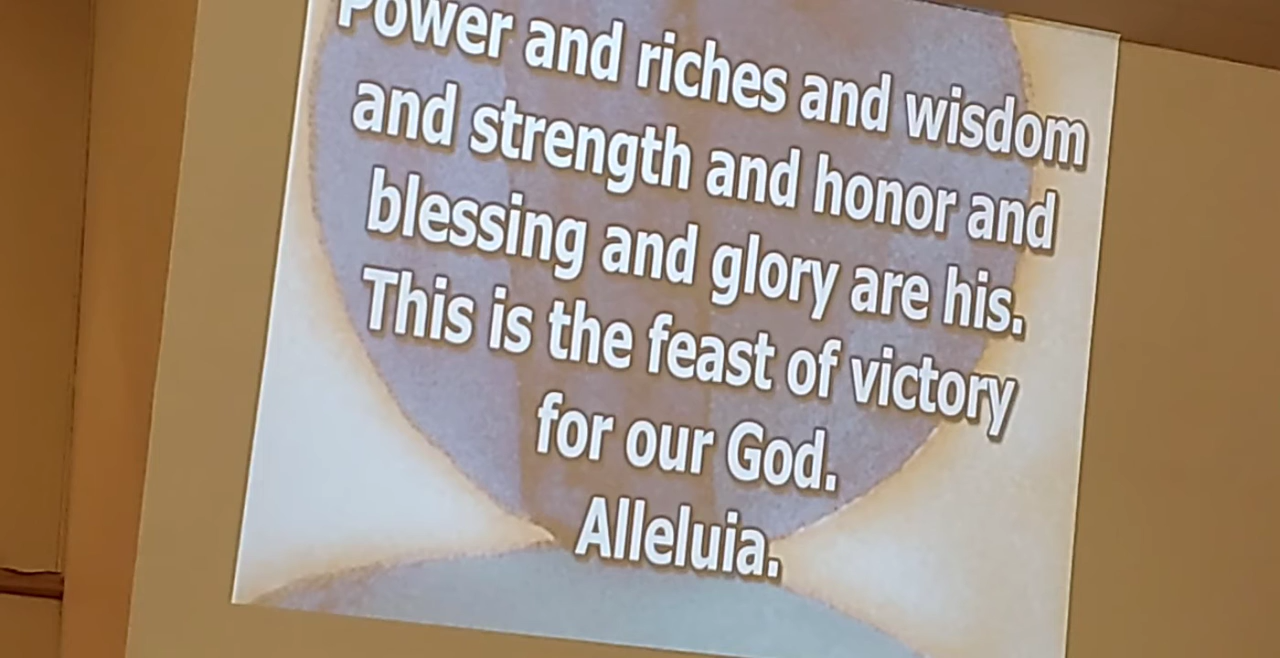 Power and riches and wisdom
and strength and honor and
blessing and glory are his.
This is the feast of victory
for our God.
Alleluia.